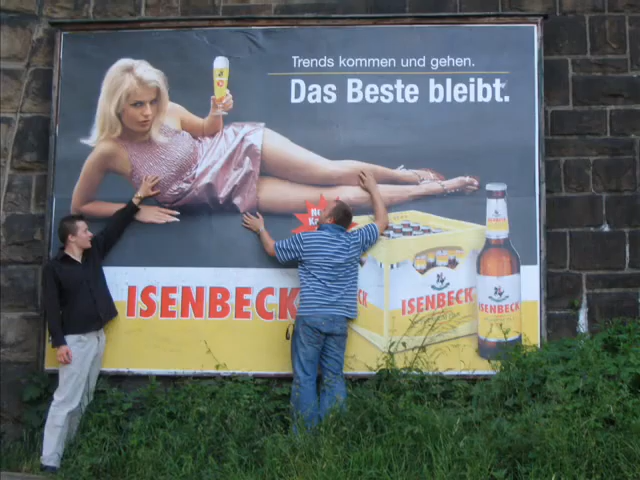 Trends kommen und gehen.
Das Beste bleibt.
ISENBECK
ISENBECK
ISENBECK